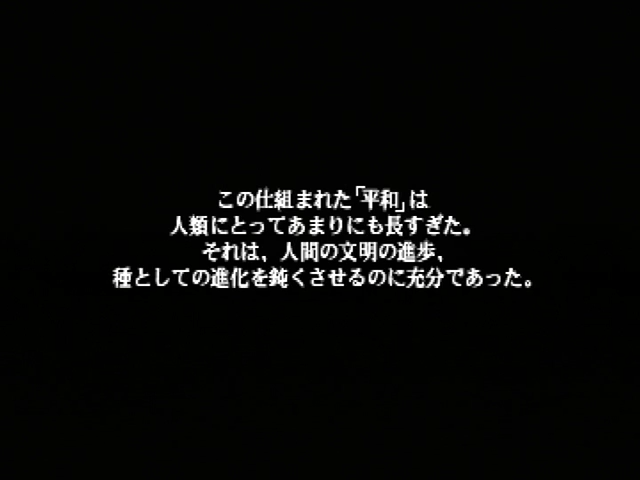 この仕組まれた「平和」は
人類にとってあまりにも長すぎた。
それは、人間の文明の進歩、
種としての進化を鈍くさせるのに充分であった。